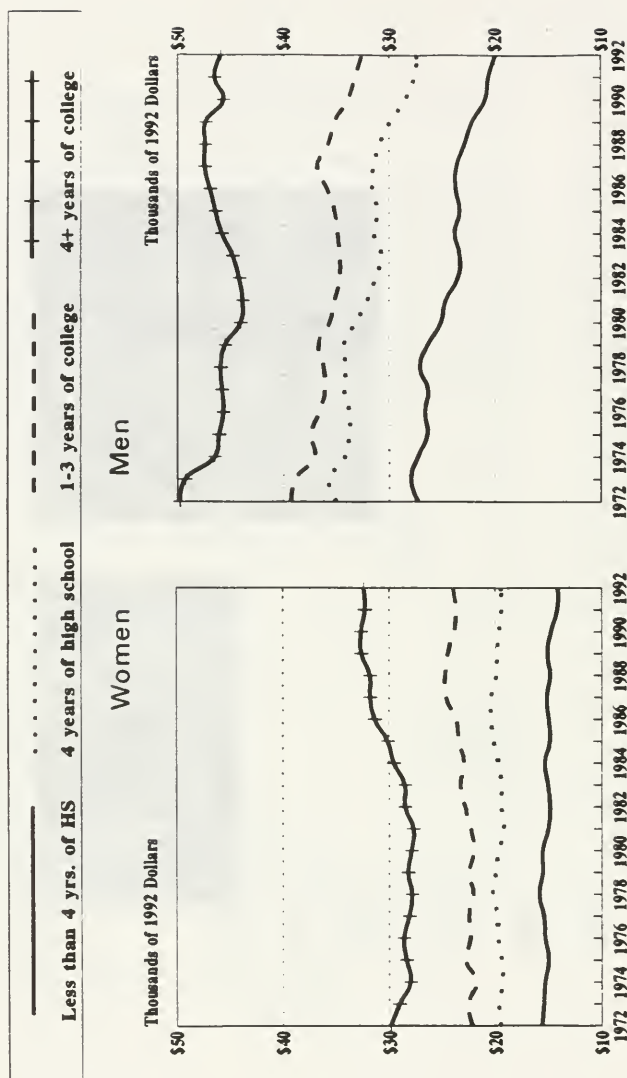 Less than 4 yrs. of HS
4 years of high school
1-3 years of college
4+ years of college
Women
Thousands of 1992 Dollars
$50
$40
$30
$20
$10
1972 1974 1976 1978 1980 1982 1984 1986 1988 1990 1992
Men
Thousands of 1992 Dollars
$50
$40
$30
$20
$10
1972 1974 1976 1978 1980 1982 1984 1986 1988 1990 1992